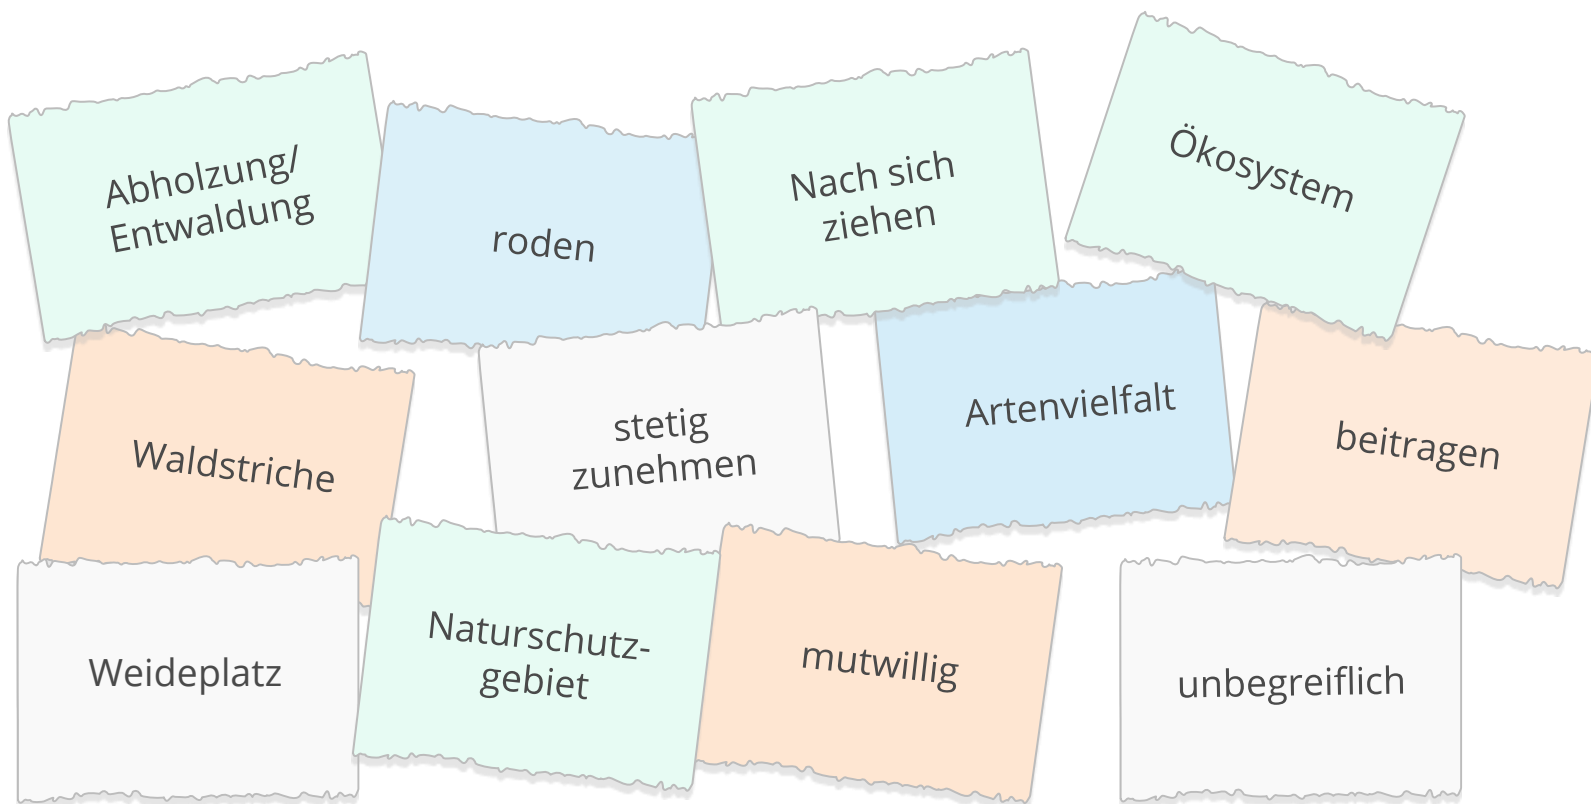 Abholzung/
Entwaldung
roden
Nach sich
ziehen
Ökosystem
Waldstriche
stetig
zunehmen
Artenvielfalt
beitragen
Weideplatz
Naturschutz-
gebiet
mutwillig
unbegreiflich